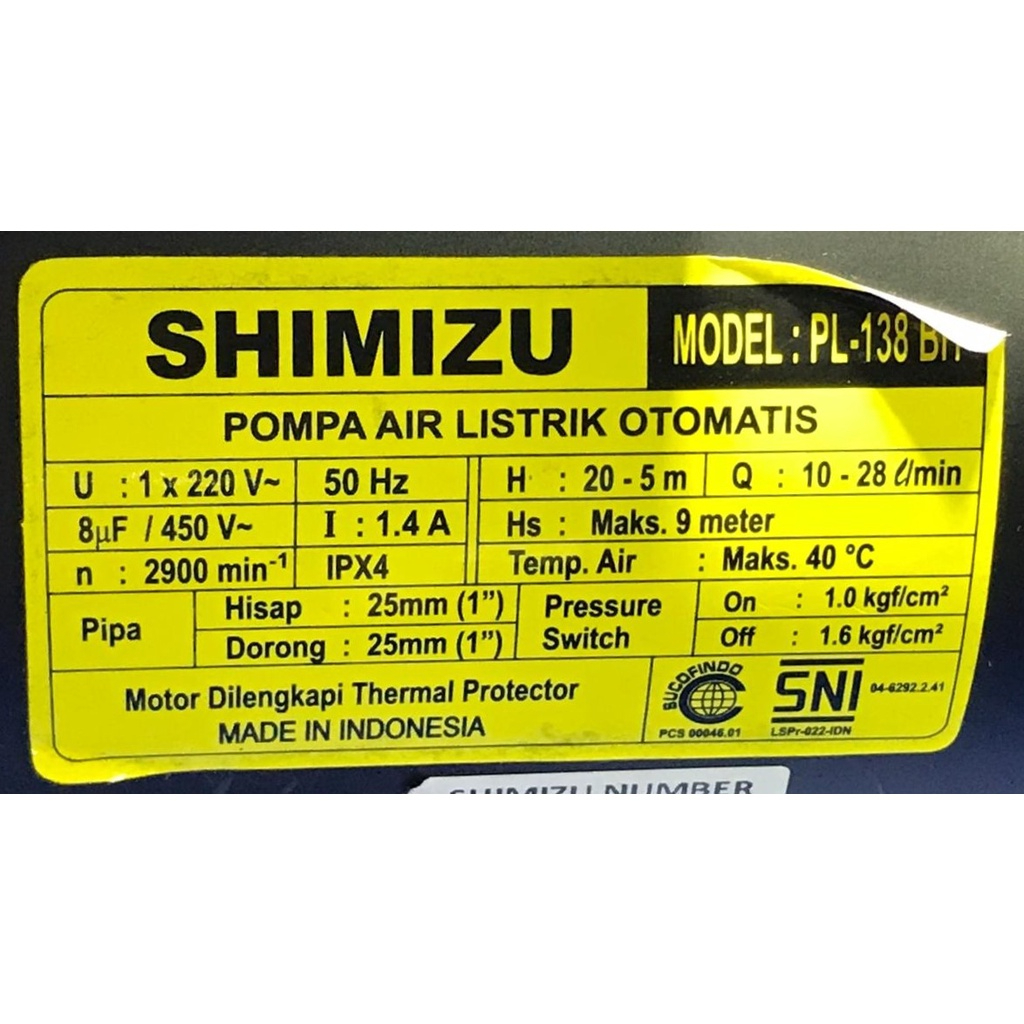 SHIMIZU
MODEL : PL-138
POMPA AIR LISTRIK OTOMATIS
U : 1 x 220 V~ 50 Hz H : 20 - 5 m Q : 10 - 28 ℓ/min
8µF / 450 V~ I : 1.4 A Hs : Maks. 9 meter
n : 2900 min⁻¹ IPX4 Temp. Air : Maks. 40 °C
Pipa
Hisap : 25mm (1”)
Dorong : 25mm (1”)
Pressure
Switch
On : 1.0 kgf/cm²
Off : 1.6 kgf/cm²
Motor Dilengkapi Thermal Protector
MADE IN INDONESIA
SUCOFINDO
PCS 00046.01
SNI
04-6292.2.41
LSPr-022-IDN
SHIMIZU NUMBER